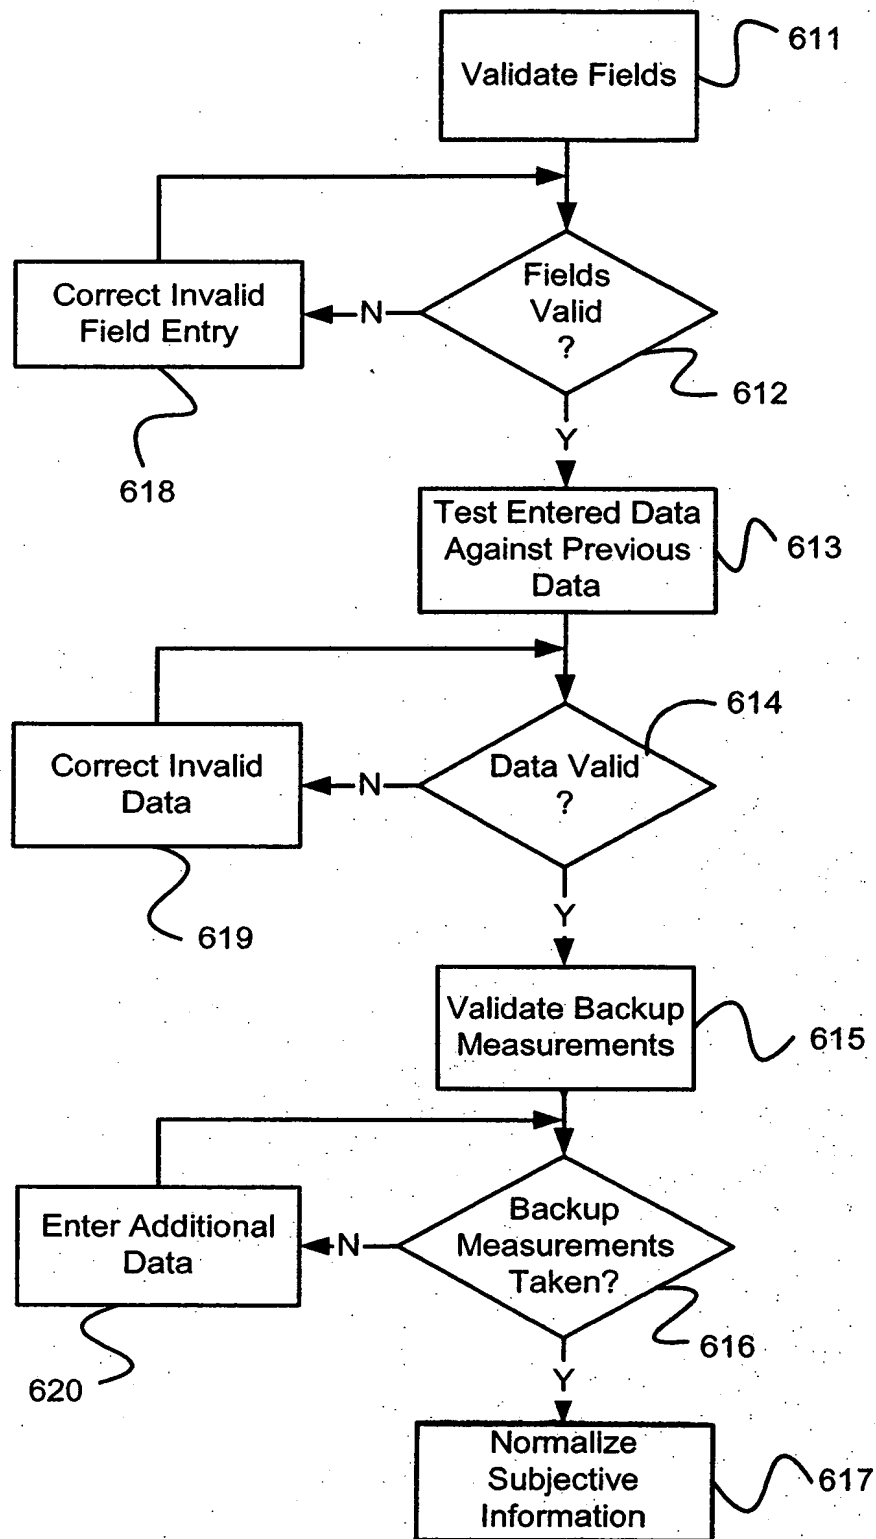 Validate Fields
611
Fields
Valid
?
N
Correct Invalid
Field Entry
612
618
Y
Test Entered Data
Against Previous
Data
613
614
Data Valid
?
N
Correct Invalid
Data
619
Y
Validate Backup
Measurements
615
Backup
Measurements
Taken?
N
Enter Additional
Data
616
620
Y
Normalize
Subjective
Information
617